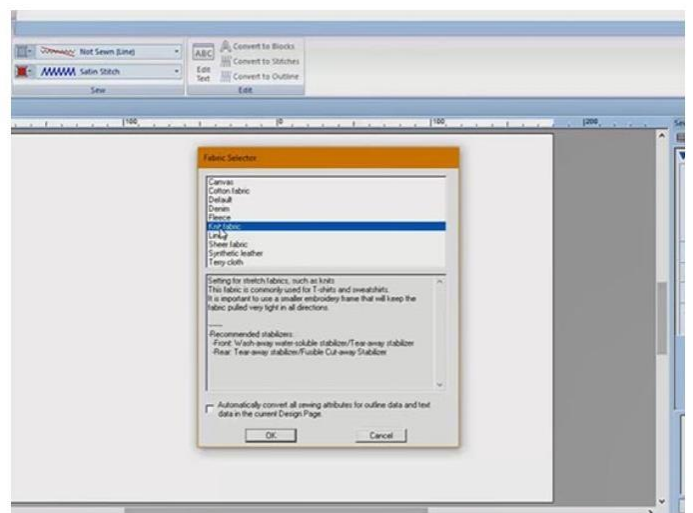 Not Sewn (Line)
Satin Stitch
Sew
ABC
Edit
Text
Convert to Blocks
Convert to Stitches
Convert to Outline
Edit
100
0
100
200
Sew
Fabric Selector
Canvas
Cotton fabric
Default
Denim
Fleece
Knit fabric
Linen
Sheer fabric
Synthetic leather
Terry cloth
Setting for stretch fabrics, such as knits
This fabric is commonly used for T-shirts and sweatshirts.
It is important to use a smaller embroidery frame that will keep the
fabric pulled very tight in all directions.
-----
-Recommended stabilizers:
-Front: Wash-away water-soluble stabilizer/Tear-away stabilizer
-Rear: Tear-away stabilizer/Fusible Cut-away Stabilizer
Automatically convert all sewing attributes for outline data and text
data in the current Design Page.
OK
Cancel